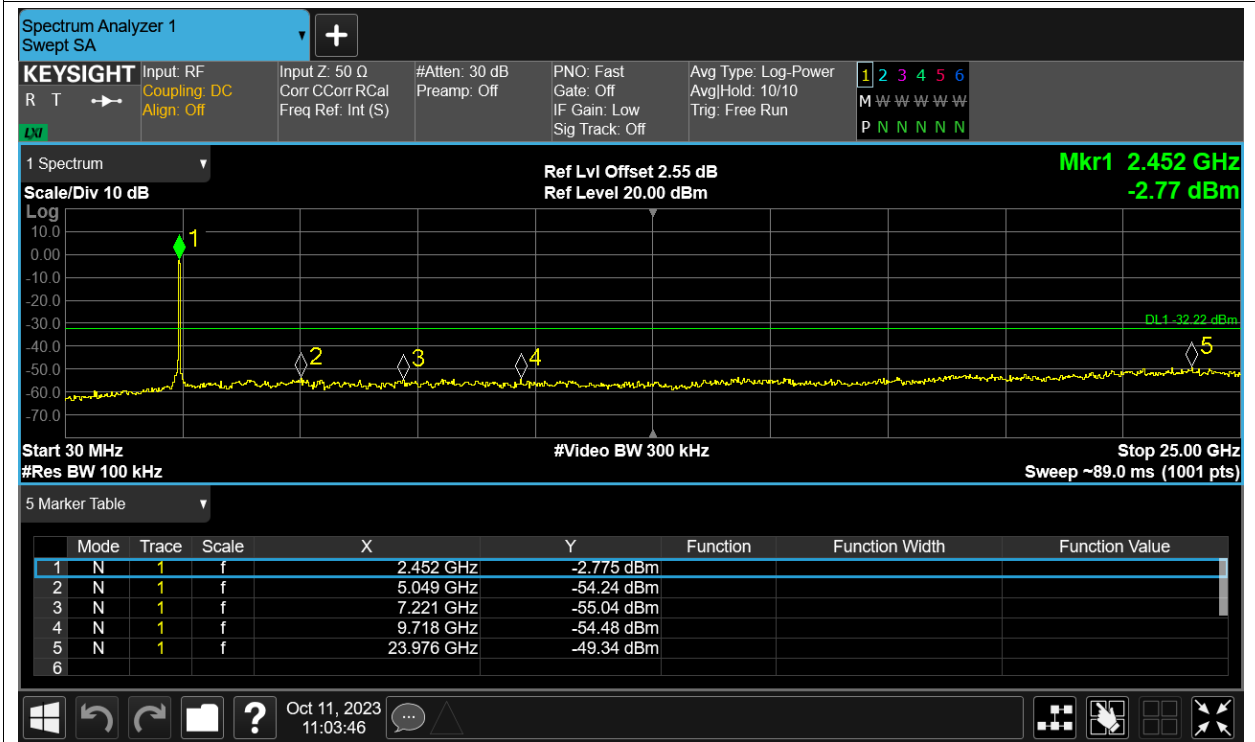 Spectrum Analyzer 1
Swept SA
KEYSIGHT
R T
LXI
Input: RF
Coupling: DC
Align: Off
Input Z: 50 Ω
Corr CCorr RCal
Freq Ref: Int (S)
#Atten: 30 dB
Preamp: Off
PNO: Fast
Gate: Off
IF Gain: Low
Sig Track: Off
Avg Type: Log-Power
Avg|Hold: 10/10
Trig: Free Run
1 2 3 4 5 6
M W W W W W
P N N N N N
1 Spectrum
Scale/Div 10 dB
Ref Lvl Offset 2.55 dB
Ref Level 20.00 dBm
Mkr1 2.452 GHz
-2.77 dBm
Log
10.0
0.00
-10.0
-20.0
-30.0
-40.0
-50.0
-60.0
-70.0
1
2
3
4
5
DL1 -32.22 dBm
Start 30 MHz
#Video BW 300 kHz
Stop 25.00 GHz
#Res BW 100 kHz
Sweep ~89.0 ms (1001 pts)
5 Marker Table
Mode Trace Scale X Y Function Function Width Function Value
1 N 1 f 2.452 GHz -2.775 dBm
2 N 1 f 5.049 GHz -54.24 dBm
3 N 1 f 7.221 GHz -55.04 dBm
4 N 1 f 9.718 GHz -54.48 dBm
5 N 1 f 23.976 GHz -49.34 dBm
6
?
Oct 11, 2023
11:03:46